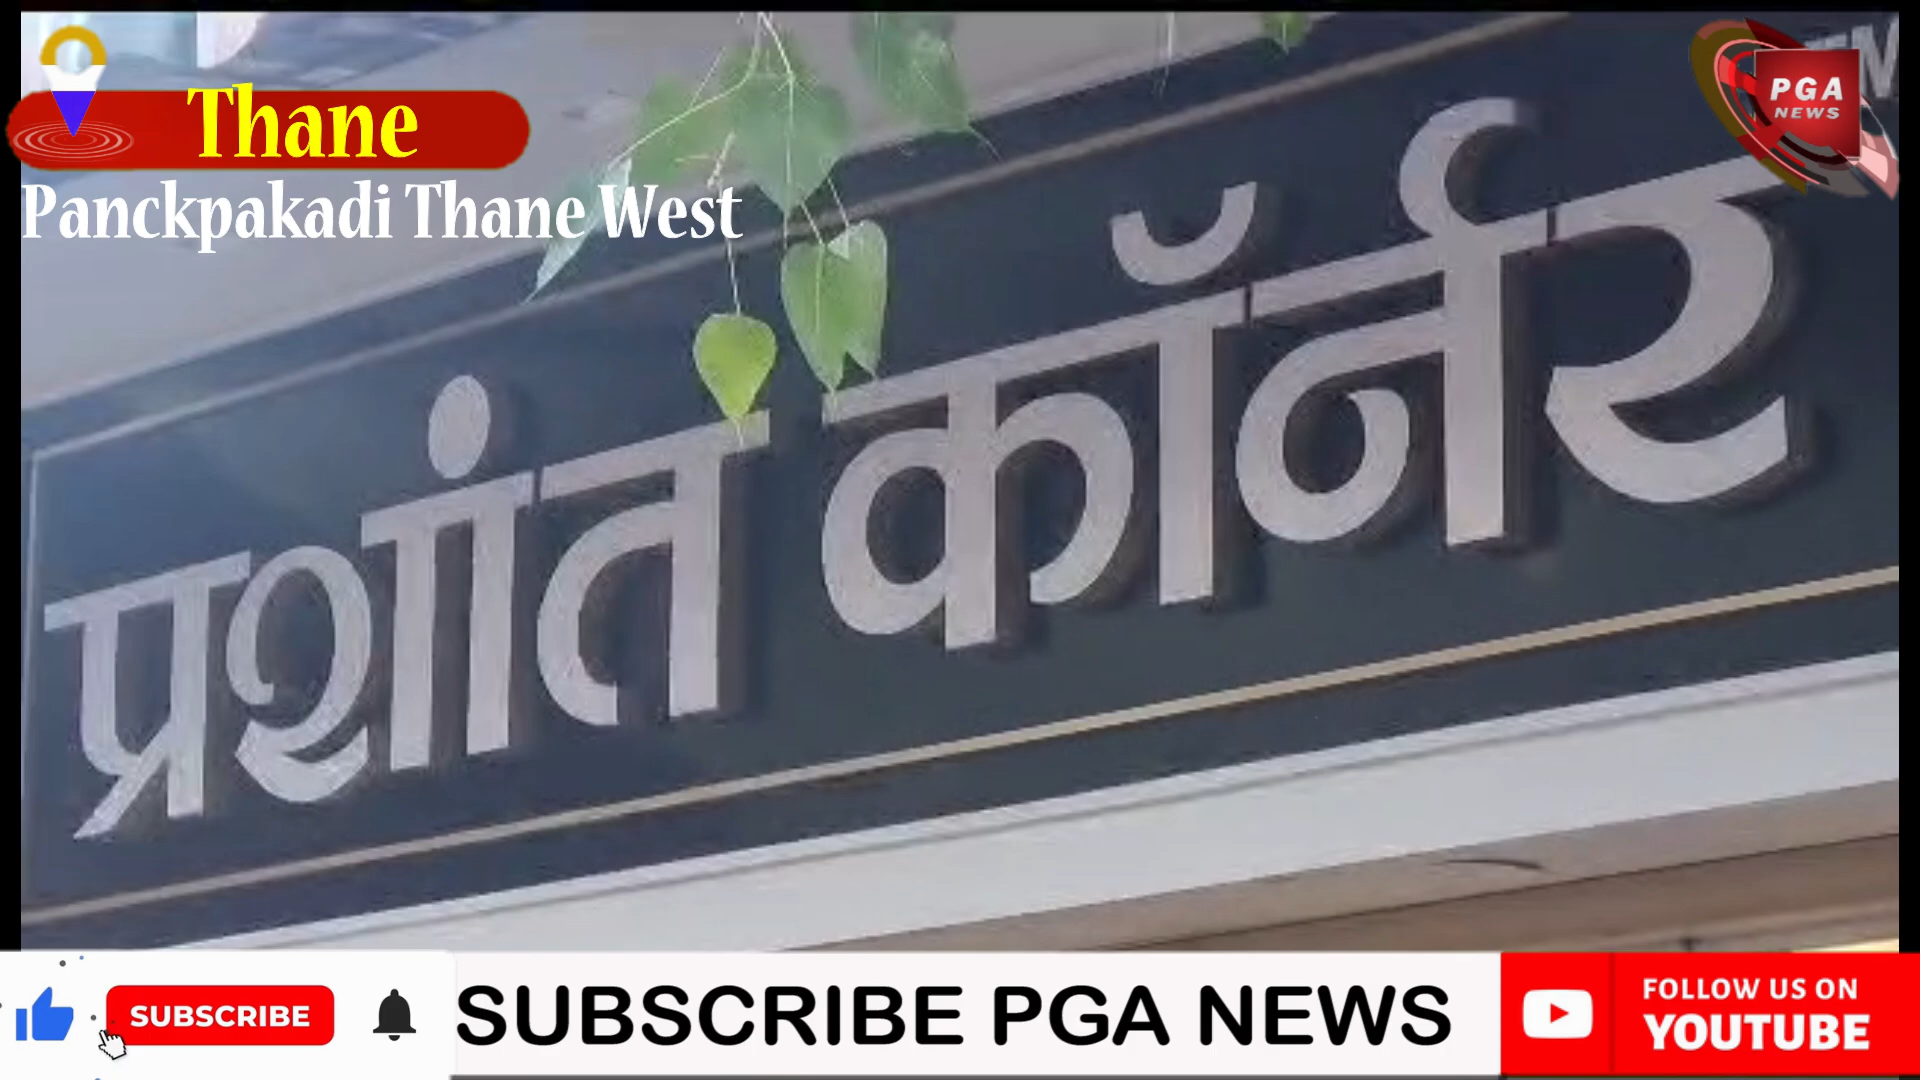 Thane
Panckpakadi Thane West
PGA
NEWS
प्रशांत कॉर्नर
SUBSCRIBE
SUBSCRIBE PGA NEWS
FOLLOW US ON
YOUTUBE